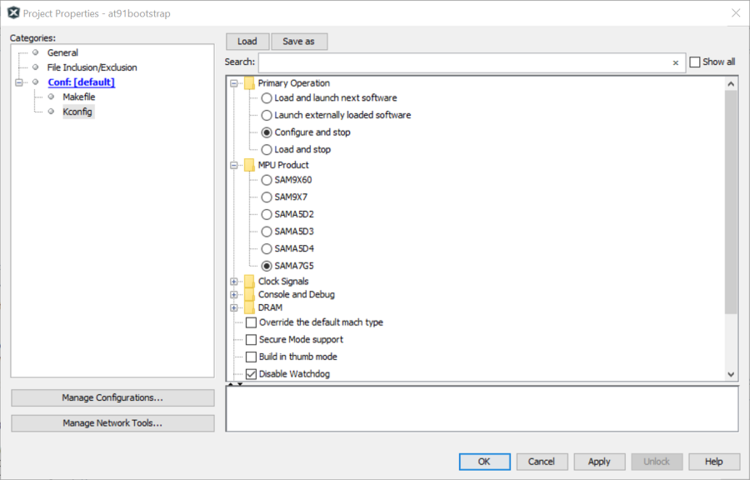 Project Properties - at91bootstrap
Categories:
General
File Inclusion/Exclusion
Conf: [default]
Makefile
Kconfig
Manage Configurations...
Manage Network Tools...
Load
Save as
Search:
Show all
Primary Operation
Load and launch next software
Launch externally loaded software
Configure and stop
Load and stop
MPU Product
SAM9X60
SAM9X7
SAMA5D2
SAMA5D3
SAMA5D4
SAMA7G5
Clock Signals
Console and Debug
DRAM
Override the default mach type
Secure Mode support
Build in thumb mode
Disable Watchdog
OK
Cancel
Apply
Unlock
Help